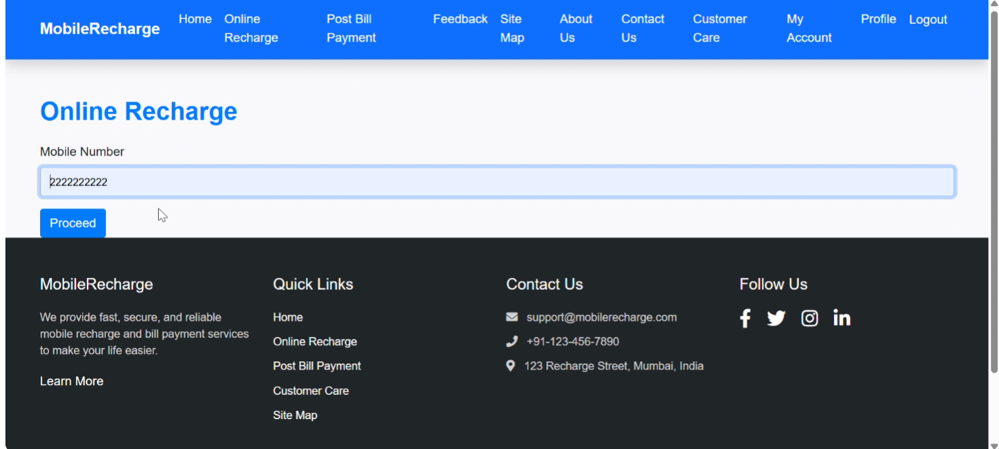 MobileRecharge
Home
Online
Recharge
Post Bill
Payment
Feedback
Site
Map
About
Us
Contact
Us
Customer
Care
My
Account
Profile
Logout
Online Recharge
Mobile Number
2222222222
Proceed
MobileRecharge
We provide fast, secure, and reliable
mobile recharge and bill payment services
to make your life easier.
Learn More
Quick Links
Home
Online Recharge
Post Bill Payment
Customer Care
Site Map
Contact Us
support@mobilerecharge.com
+91-123-456-7890
123 Recharge Street, Mumbai, India
Follow Us